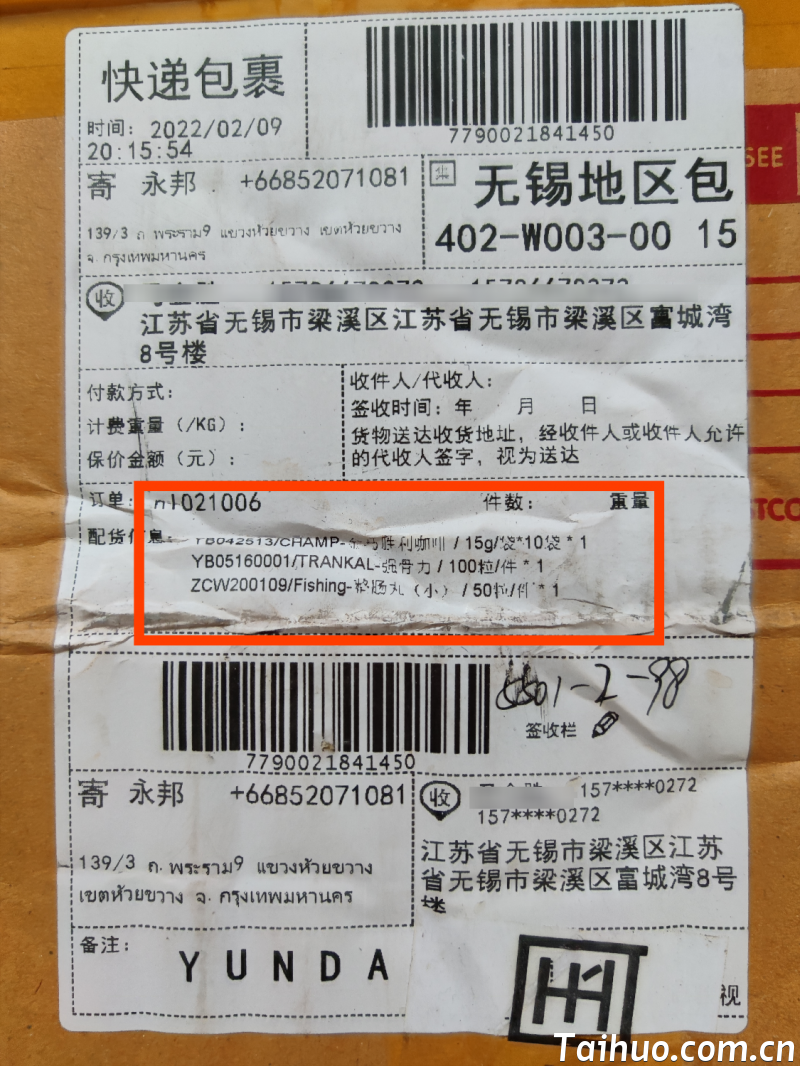 快递包裹
时间: 2022/02/09
20:15:54
7790021841450
寄 永邦 +66852071081
139/3 ถ. พระราม9 แขวงห้วยขวาง เขตห้วยขวาง
จ. กรุงเทพมหานคร
无锡地区包
402-W003-00 15
SEE
收
江苏省无锡市梁溪区江苏省无锡市梁溪区富城湾
8号楼
付款方式:
计费重量(/KG):
保价金额(元):
收件人/代收人:
签收时间: 年 月 日
货物送达收货地址, 经收件人或收件人允许
的代收人签字, 视为送达
订单: 021006 件数: 重量
配货信息: YB042513/CHAMP-胜利咖啡 / 15g/袋*10袋 * 1
YB05160001/TRANKAL-强骨力 / 100粒/件 * 1
ZCW200109/Fishing-整肠丸(小) / 50粒/件 * 1
STCO
签收栏
7790021841450
寄 永邦 +66852071081
139/3 ถ. พระราม9 แขวงห้วยขวาง
เขตห้วยขวาง จ. กรุงเทพมหานคร
收 157****0272
157****0272
江苏省无锡市梁溪区江苏
省无锡市梁溪区富城湾8号
楼
备注:
YUNDA
视
Taihuo.com.cn